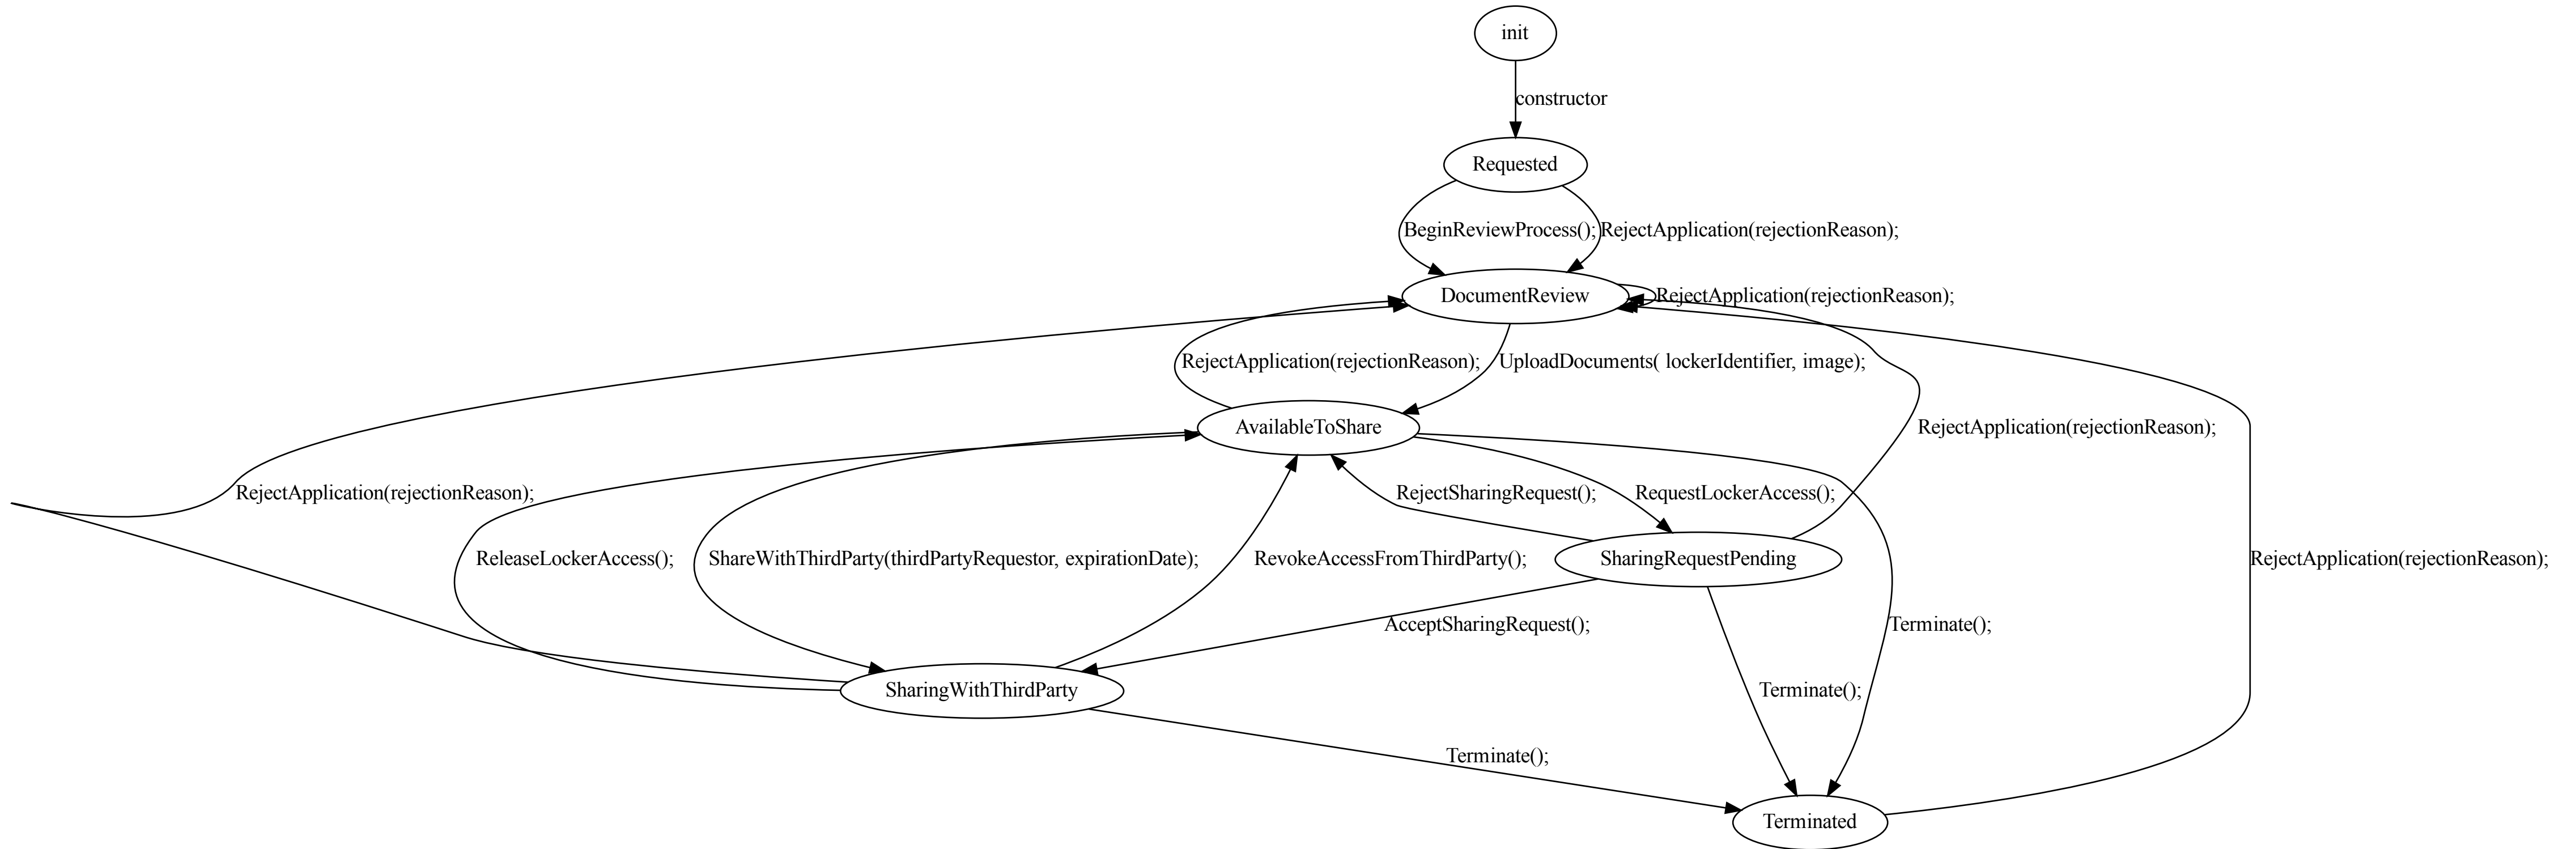 init
constructor
Requested
BeginReviewProcess();
RejectApplication(rejectionReason);
DocumentReview
RejectApplication(rejectionReason);
RejectApplication(rejectionReason);
UploadDocuments( lockerIdentifier, image);
AvailableToShare
RejectApplication(rejectionReason);
RejectApplication(rejectionReason);
RejectSharingRequest();
RequestLockerAccess();
ReleaseLockerAccess();
ShareWithThirdParty(thirdPartyRequestor, expirationDate);
RevokeAccessFromThirdParty();
SharingRequestPending
RejectApplication(rejectionReason);
AcceptSharingRequest();
Terminate();
SharingWithThirdParty
Terminate();
Terminate();
Terminated